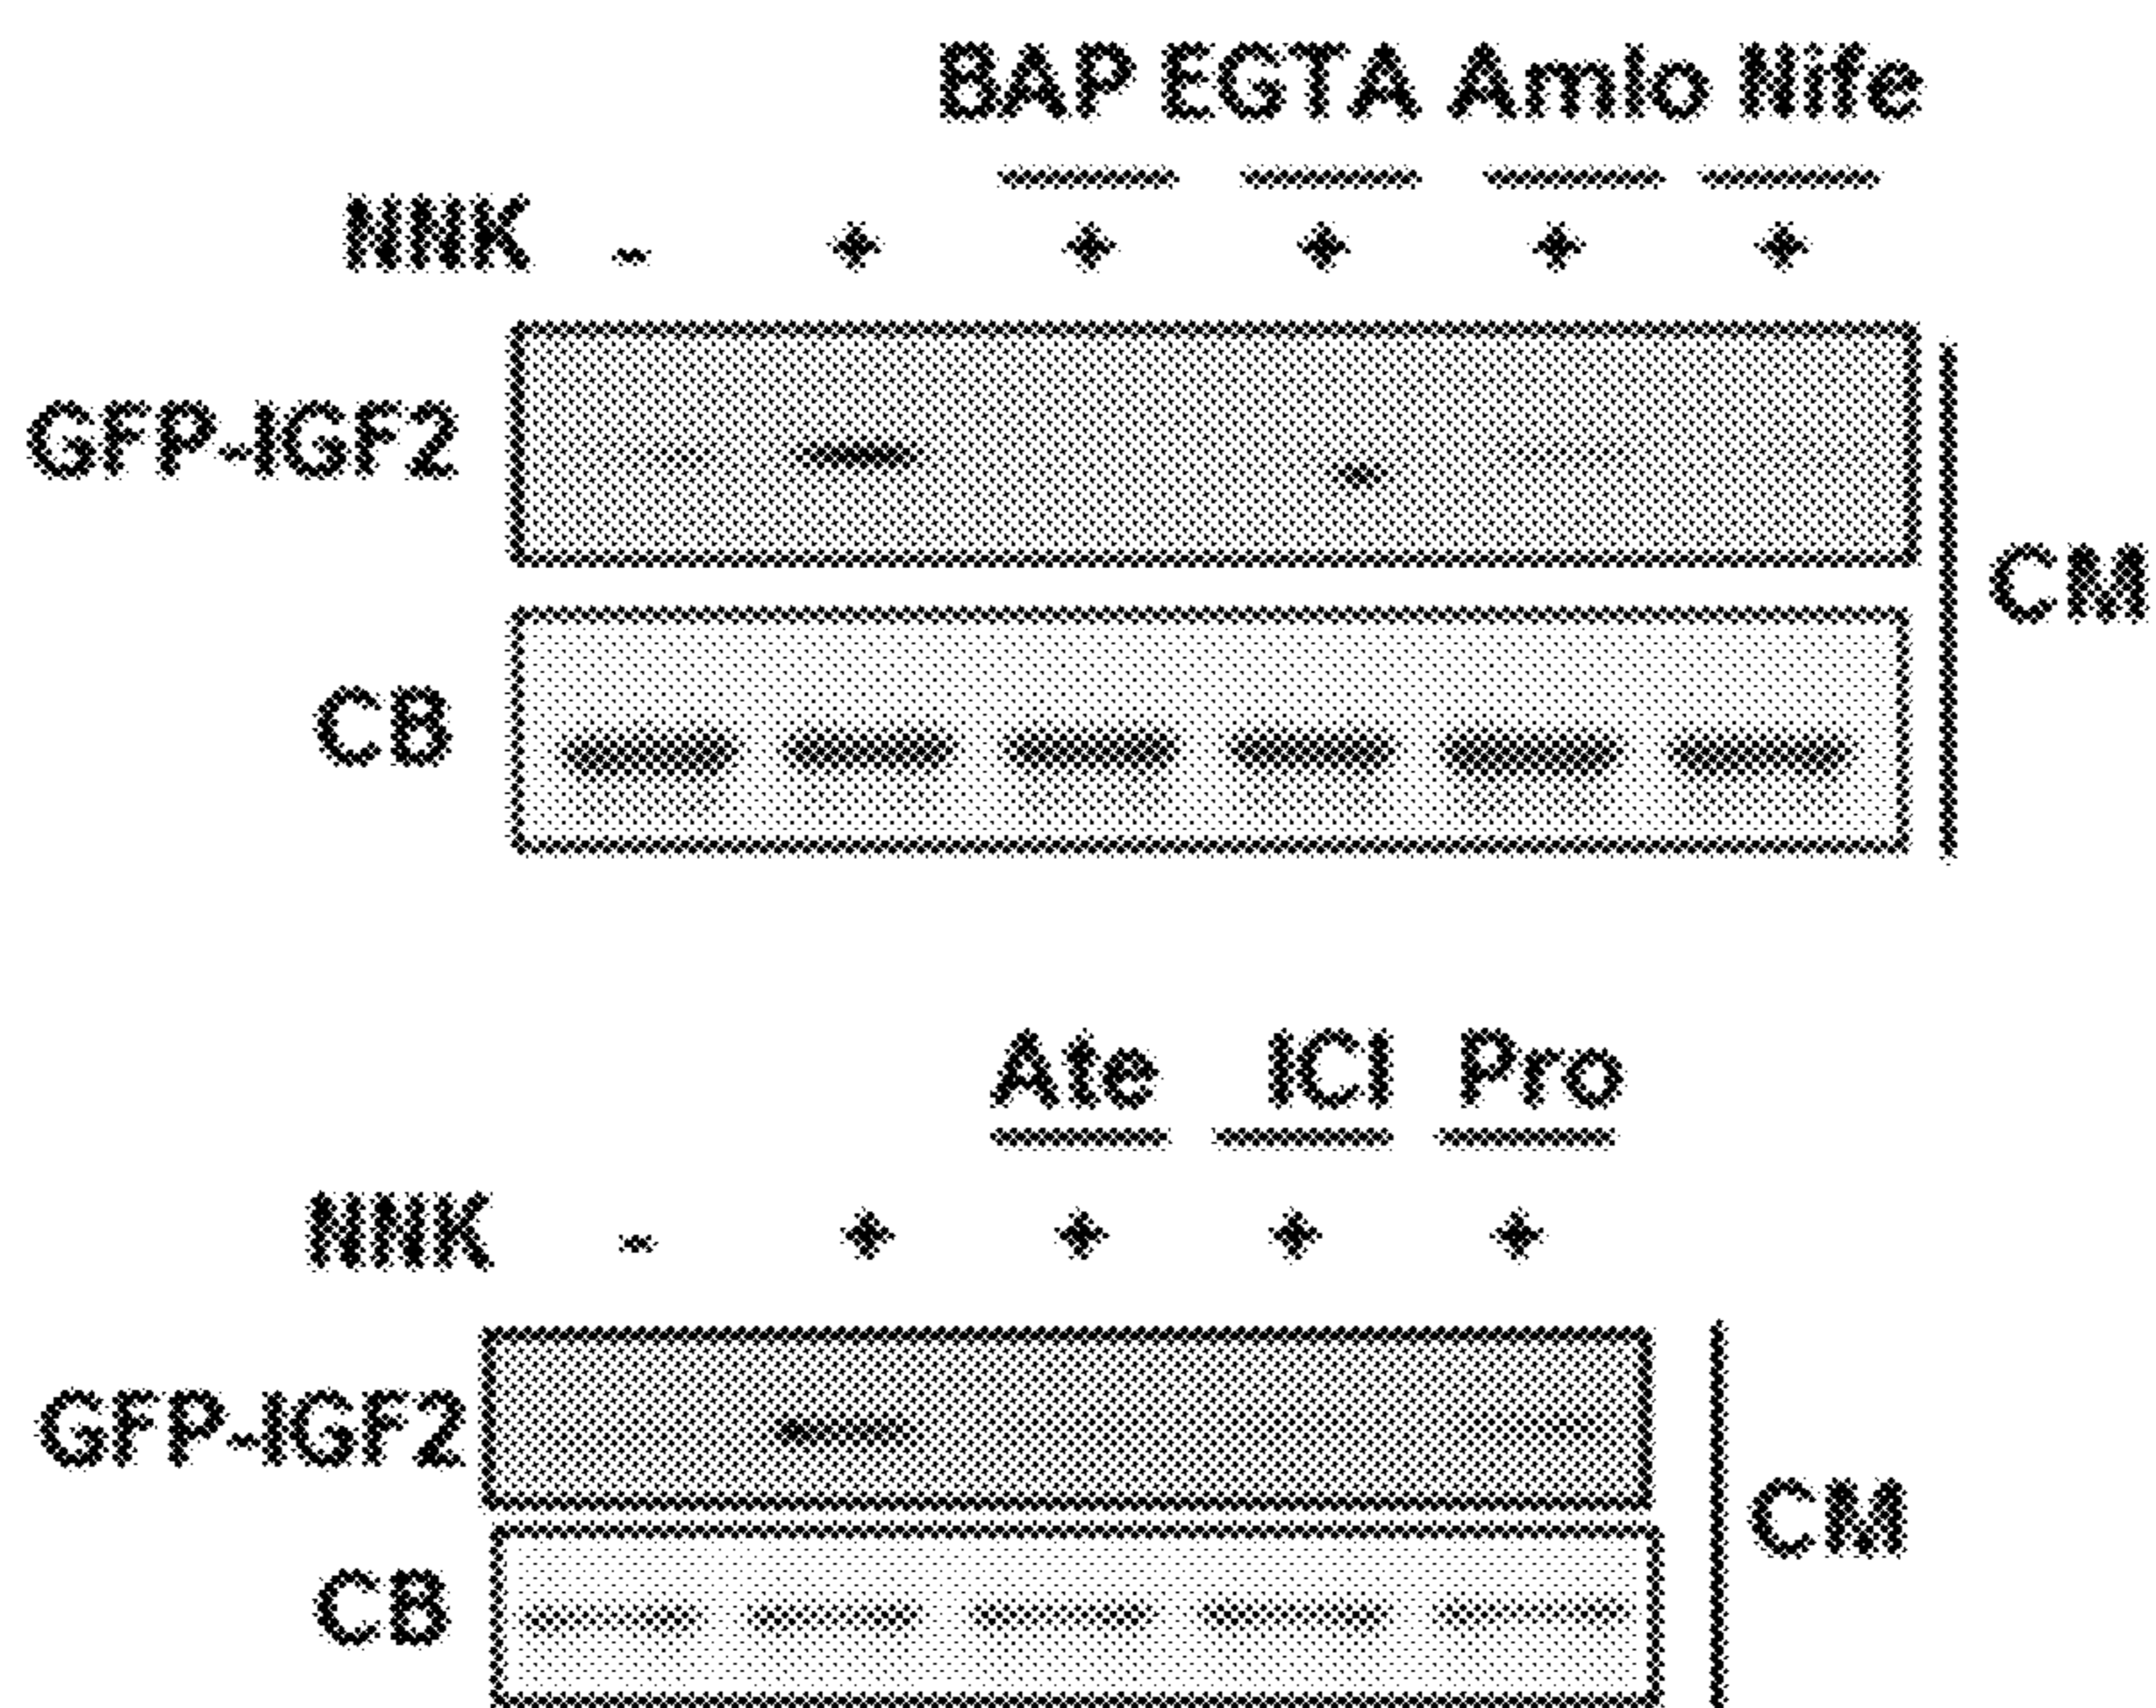 BAP EGTA Amlo Nife
NNK - + + + + +
GFP-IGF2
CB
CM
Ate ICI Pro
NNK - + + + +
GFP-IGF2
CB
CM